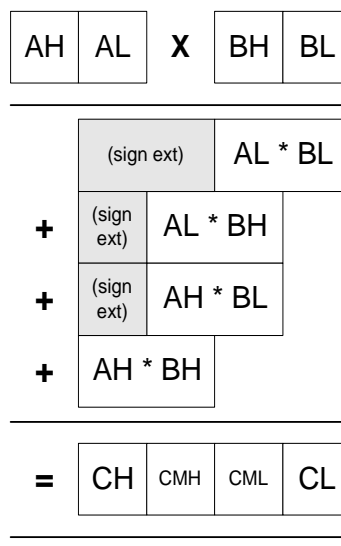 AH AL X BH BL
(sign ext) AL * BL
+ (sign
ext) AL * BH
+ (sign
ext) AH * BL
+ AH * BH
= CH CMH CML CL